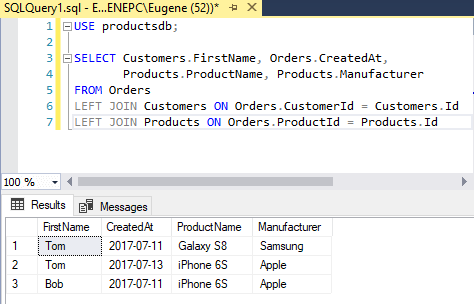 SQLQuery1.sql - E...ENEPC\Eugene (52))* ×
1 USE productsdb;
2
3 SELECT Customers.FirstName, Orders.CreatedAt,
4 Products.ProductName, Products.Manufacturer
5 FROM Orders
6 LEFT JOIN Customers ON Orders.CustomerId = Customers.Id
7 LEFT JOIN Products ON Orders.ProductId = Products.Id
100 %
Results Messages
FirstName CreatedAt ProductName Manufacturer
1 Tom 2017-07-11 Galaxy S8 Samsung
2 Tom 2017-07-13 iPhone 6S Apple
3 Bob 2017-07-11 iPhone 6S Apple